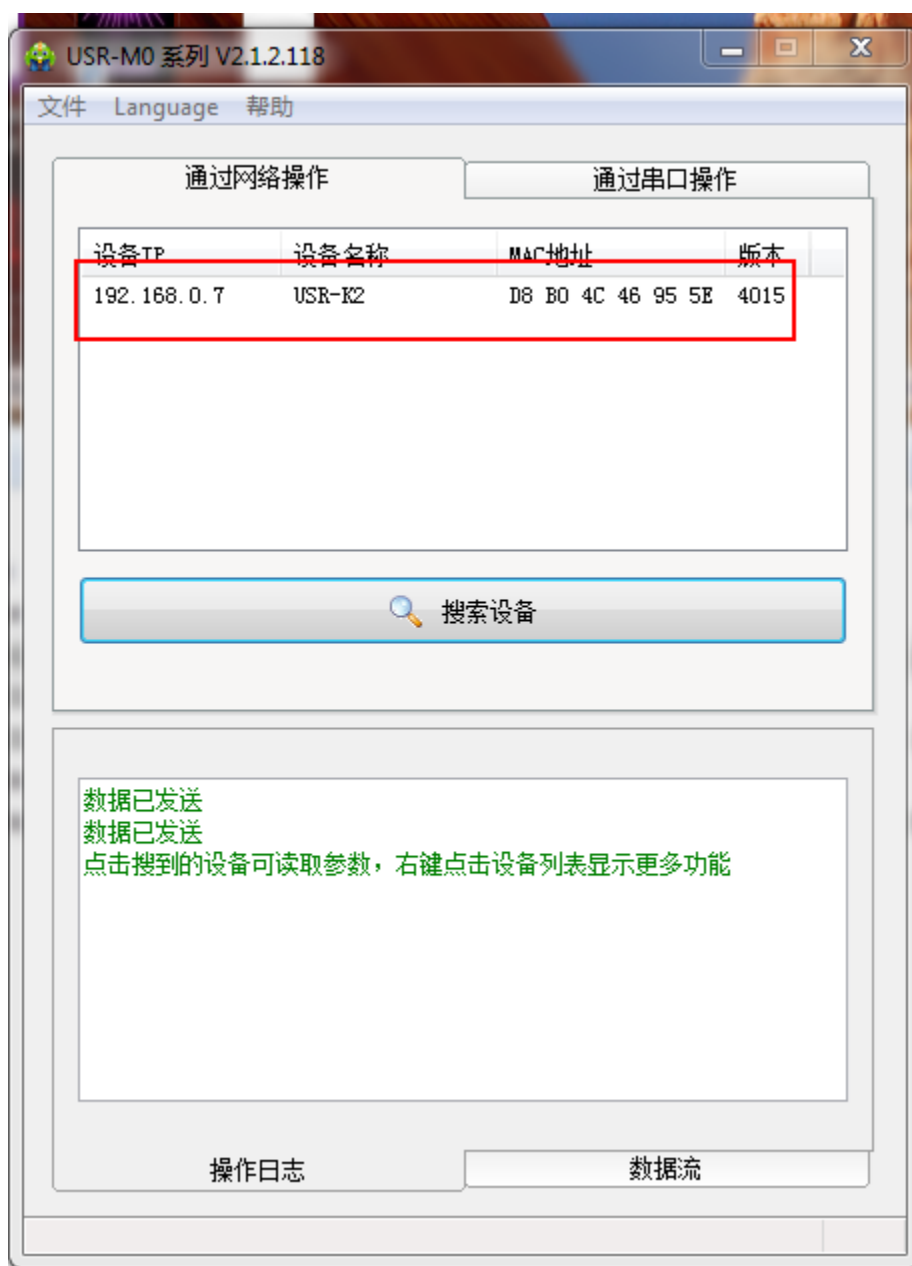 USR-M0 系列 V2.1.2.118
文件 Language 帮助
通过网络操作 通过串口操作
设备IP 设备名称 MAC地址 版本
192.168.0.7 USR-K2 D8 B0 4C 46 95 5E 4015
搜索设备
数据已发送
数据已发送
点击搜到的设备可读取参数，右键点击设备列表显示更多功能
操作日志 数据流